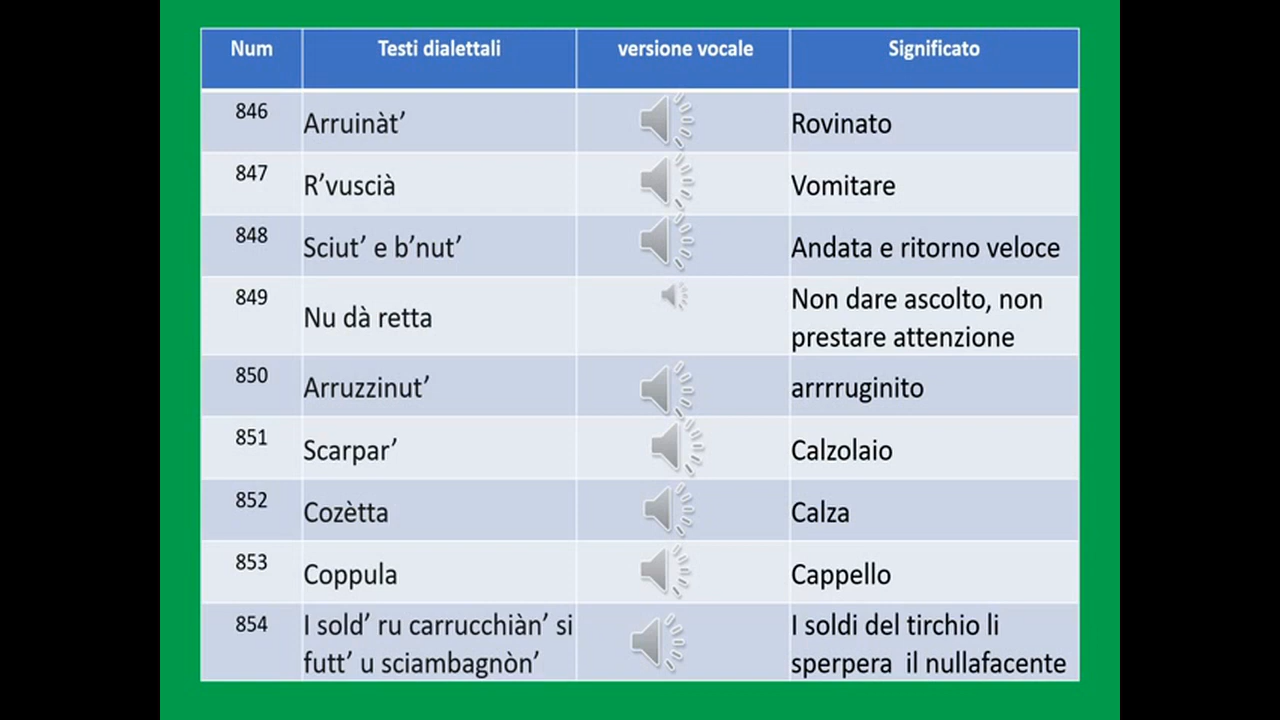 Num Testi dialettali versione vocale Significato
846 Arruinàt’ Rovinato
847 R’vuscià Vomitare
848 Sciut’ e b’nut’ Andata e ritorno veloce
849 Nu dà retta Non dare ascolto, non
prestare attenzione
850 Arruzzinut’ arrrruginito
851 Scarpar’ Calzolaio
852 Cozètta Calza
853 Coppula Cappello
854 I sold’ ru carrucchiàn’ si I soldi del tirchio li
futt’ u sciambagnòn’ sperpera il nullafacente